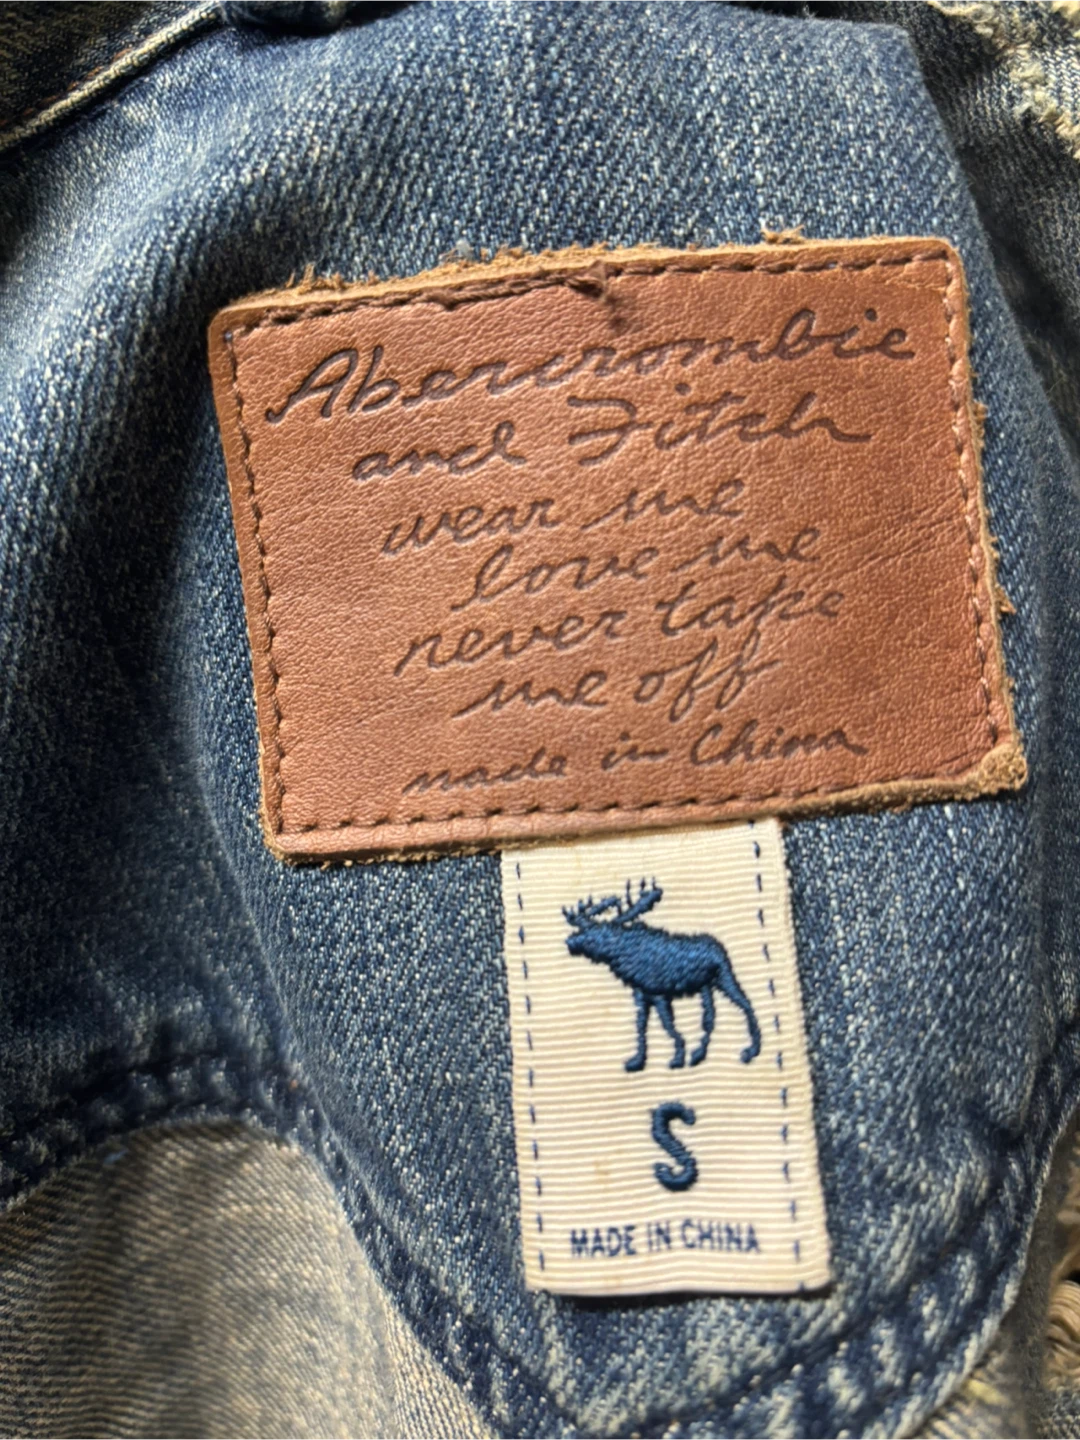 Abercrombie
and Fitch
wear me
love me
never take
me off
made in China
S
MADE IN CHINA